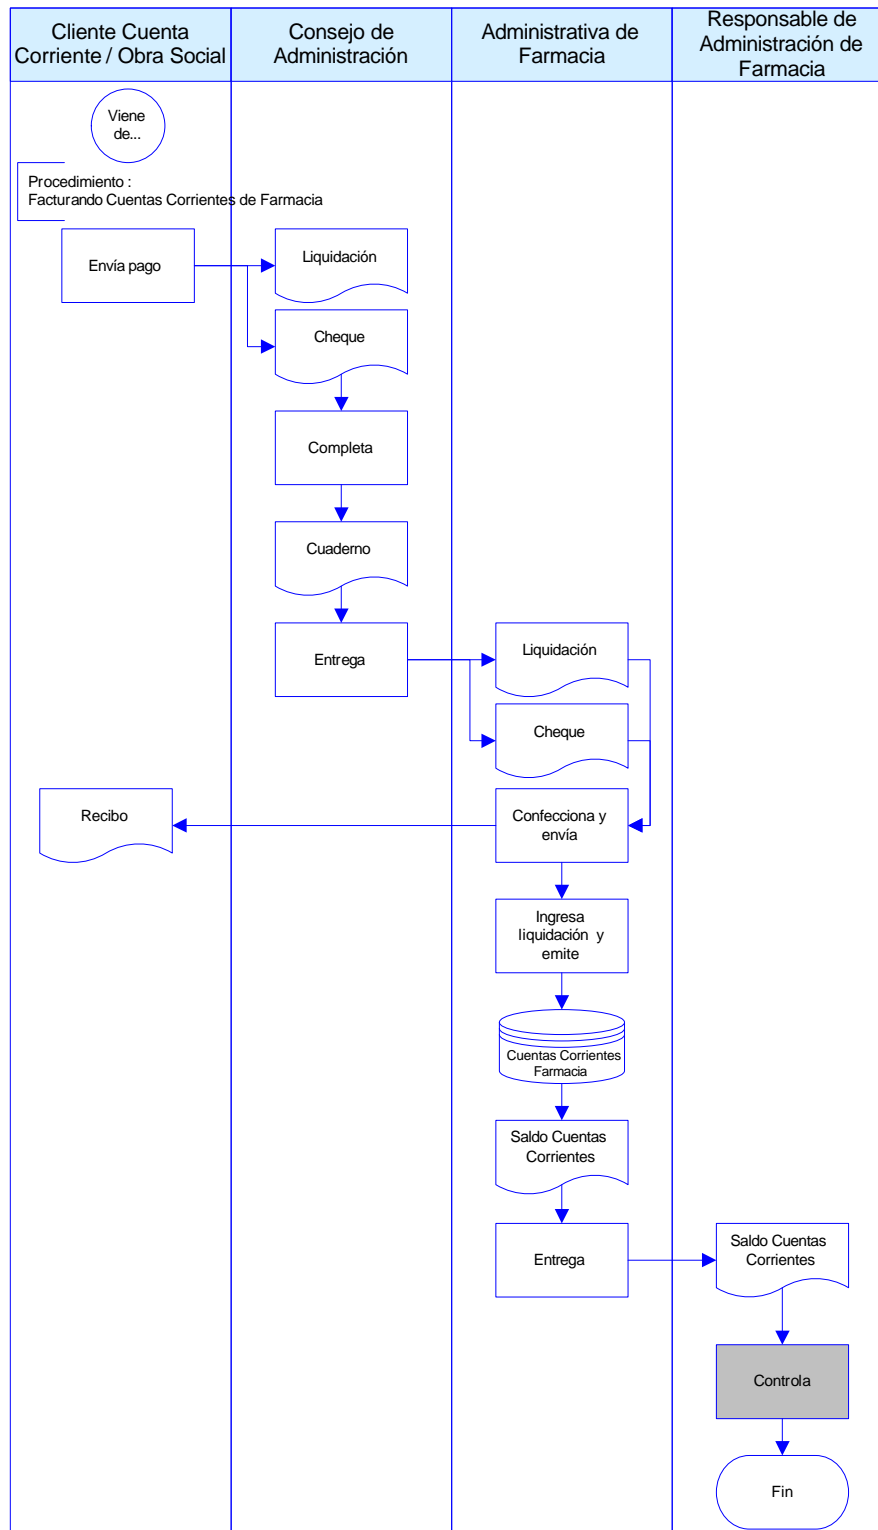 Cliente Cuenta
Corriente / Obra Social
Consejo de
Administración
Administrativa de
Farmacia
Responsable de
Administración de
Farmacia
Viene
de...
Procedimiento :
Facturando Cuentas Corrientes de Farmacia
Envía pago
Liquidación
Cheque
Completa
Cuaderno
Entrega
Liquidación
Cheque
Recibo
Confecciona y
envía
Ingresa
liquidación y
emite
Cuentas Corrientes
Farmacia
Saldo Cuentas
Corrientes
Entrega
Saldo Cuentas
Corrientes
Controla
Fin